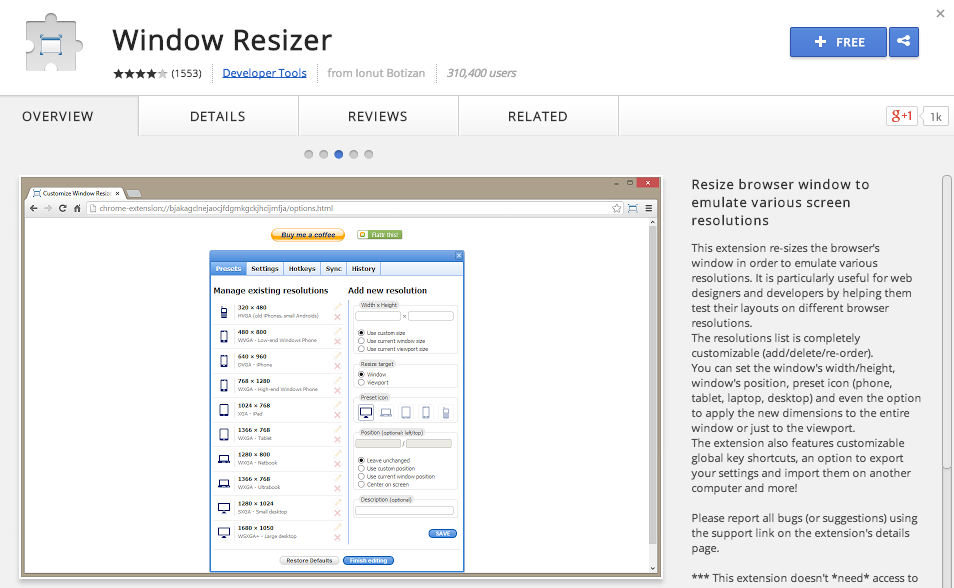 Window Resizer
(1553) Developer Tools from Ionut Botizan 310,400 users
+ FREE
OVERVIEW DETAILS REVIEWS RELATED
g+1 1k
Customize Window Resiz
chrome-extension://bjakagdnejaocjfdgmkgckjhcjjmfja/options.html
Buy me a coffee
Flattr this!
Presets Settings Hotkeys Sync History
Manage existing resolutions
320 × 480
HVGA (old iPhones, small Androids)
480 × 800
WVGA - Low-end Windows Phone
640 × 960
DVGA - iPhone
768 × 1280
WXGA - High-end Windows Phone
1024 × 768
XGA - iPad
1366 × 768
WXGA - Tablet
1280 × 800
WXGA - Netbook
1366 × 768
WXGA - Ultrabook
1280 × 1024
SXGA - Small desktop
1680 × 1050
WSXGA+ - Large desktop
Add new resolution
Width x Height
×
Use custom size
Use current window size
Use current viewport size
Resize target
Window
Viewport
Preset icon
Position (optional: left/top)
/
Leave unchanged
Use custom position
Use current window position
Center on screen
Description (optional)
SAVE
Restore Defaults Finish editing
Resize browser window to
emulate various screen
resolutions
This extension re-sizes the browser's
window in order to emulate various
resolutions. It is particularly useful for web
designers and developers by helping them
test their layouts on different browser
resolutions.
The resolutions list is completely
customizable (add/delete/re-order).
You can set the window's width/height,
window's position, preset icon (phone,
tablet, laptop, desktop) and even the option
to apply the new dimensions to the entire
window or just to the viewport.
The extension also features customizable
global key shortcuts, an option to export
your settings and import them on another
computer and more!
Please report all bugs (or suggestions) using
the support link on the extension's details
page.
*** This extension doesn't *need* access to